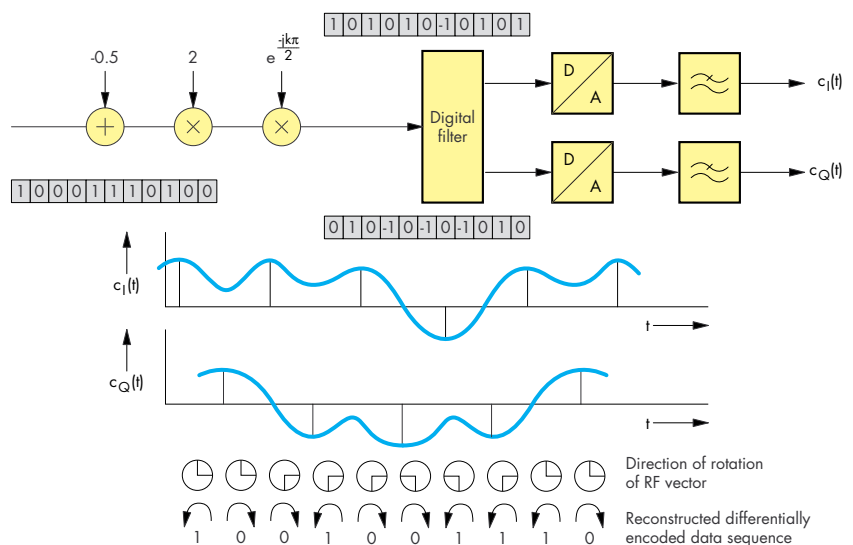 1 0 1 0 1 0 -1 0 1 0 1
-0.5 2 e^{-jkπ/2}
+ × ×
Digital filter
D/A
c_I(t)
D/A
c_Q(t)
1 0 0 0 1 1 1 0 1 0 0
0 1 0 -1 0 -1 0 -1 0 1 0
c_I(t)
t
c_Q(t)
t
Direction of rotation
of RF vector
Reconstructed differentially
1 0 0 1 0 0 1 1 1 0 encoded data sequence